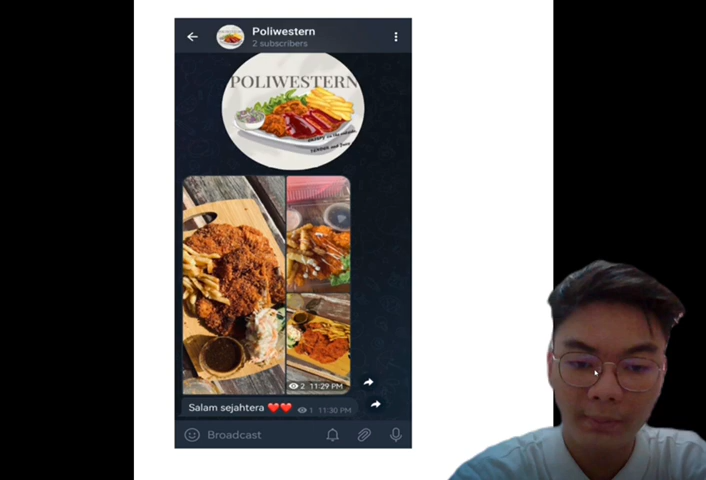 Poliwestern
2 subscribers
POLIWESTERN
2 11:29 PM
Salam sejahtera ❤️❤️ 1 11:30 PM
Broadcast